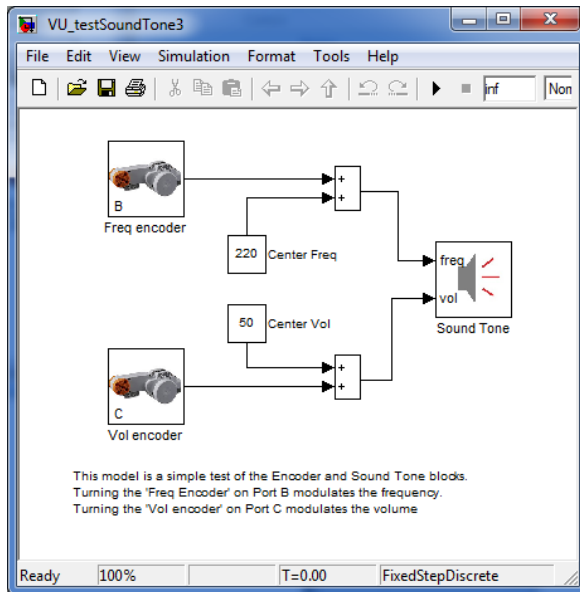 VU_testSoundTone3
File Edit View Simulation Format Tools Help
inf
Nor
B
Freq encoder
+
+
220
Center Freq
freq
vol
Sound Tone
50
Center Vol
+
+
C
Vol encoder
This model is a simple test of the Encoder and Sound Tone blocks.
Turning the 'Freq Encoder' on Port B modulates the frequency.
Turning the 'Vol encoder' on Port C modulates the volume
Ready 100% T=0.00 FixedStepDiscrete